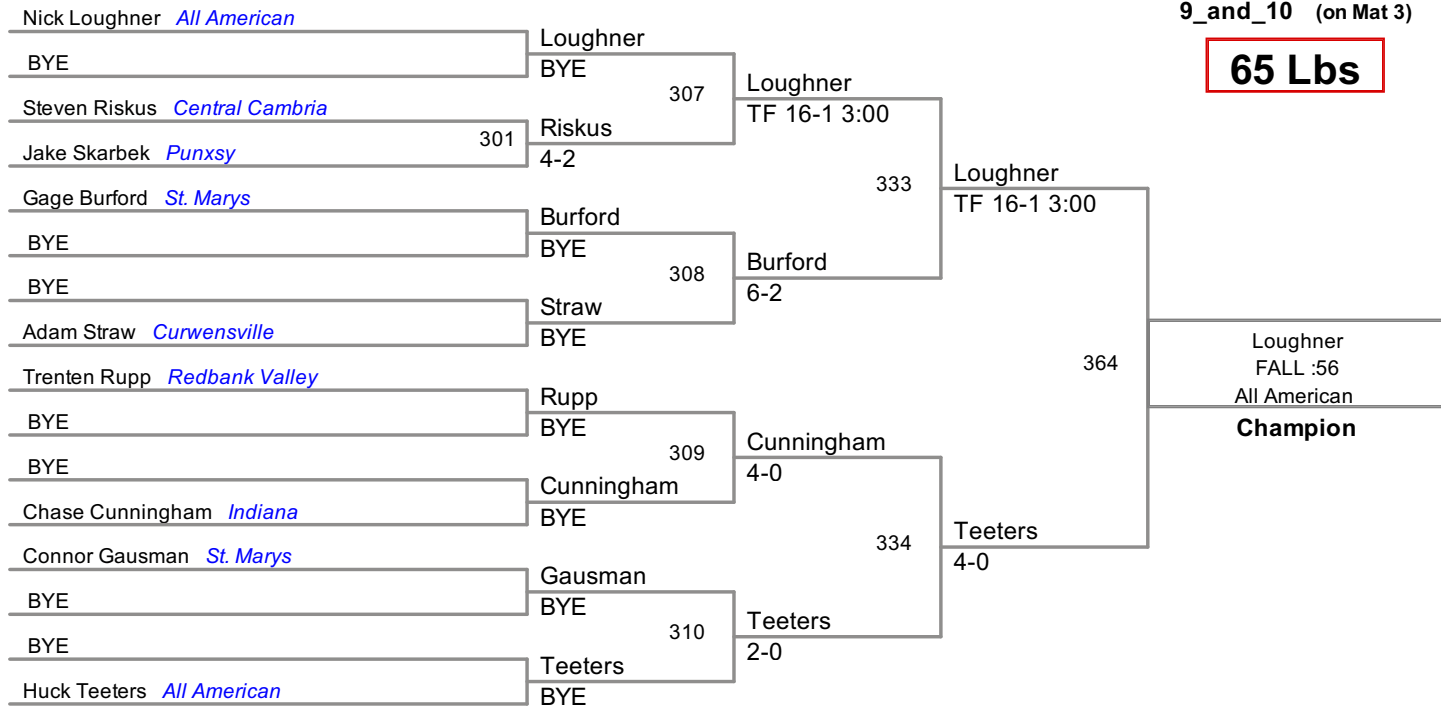 9_and_10 (on Mat 3)
65 Lbs
Nick Loughner All American
BYE
Steven Riskus Central Cambria
Jake Skarbek Punxsy
Gage Burford St. Marys
BYE
BYE
Adam Straw Curwensville
Trenten Rupp Redbank Valley
BYE
BYE
Chase Cunningham Indiana
Connor Gausman St. Marys
BYE
BYE
Huck Teeters All American
301
Loughner
BYE
Riskus
4-2
Burford
BYE
Straw
BYE
Rupp
BYE
Cunningham
BYE
Gausman
BYE
Teeters
BYE
307
308
309
310
Loughner
TF 16-1 3:00
Burford
6-2
Cunningham
4-0
Teeters
2-0
333
334
Loughner
TF 16-1 3:00
Teeters
4-0
364
Loughner
FALL :56
All American
Champion